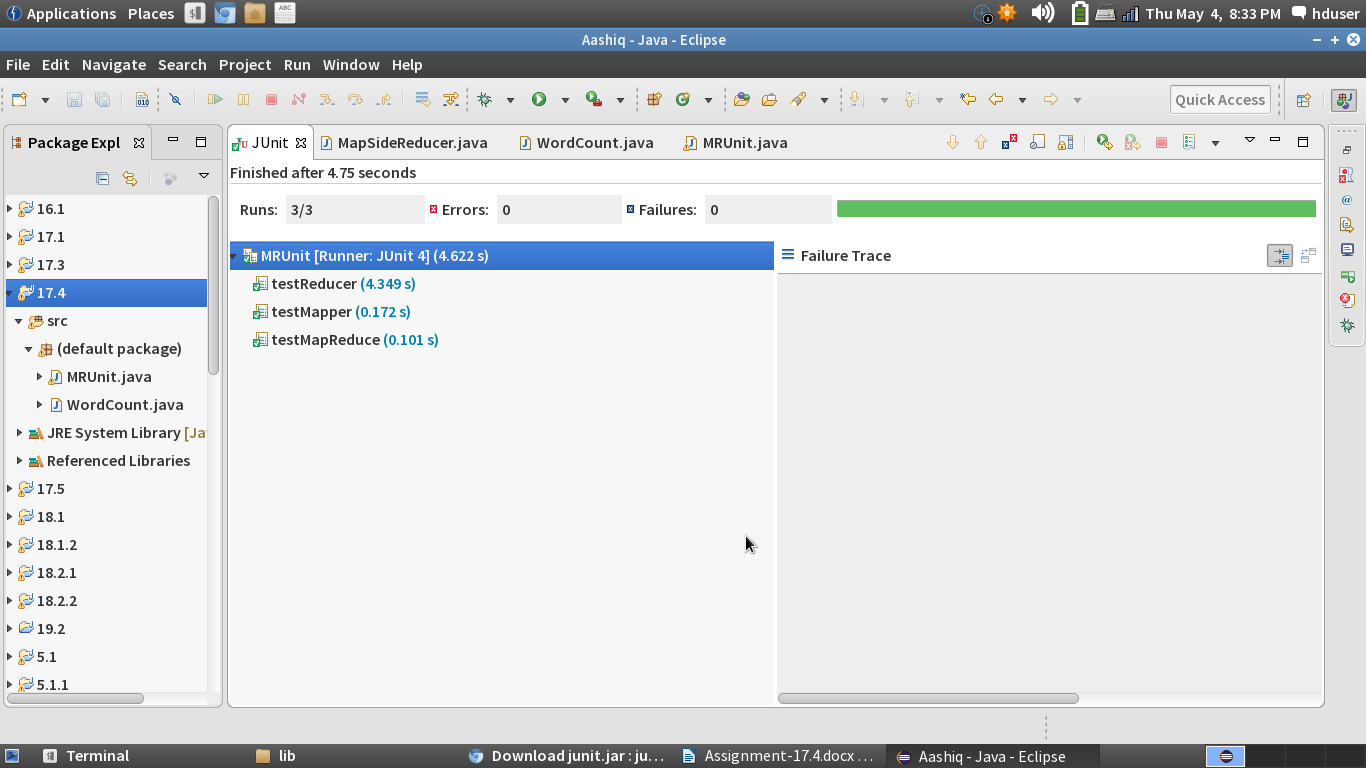 Applications Places Thu May 4, 8:33 PM hduser
Aashiq - Java - Eclipse
File Edit Navigate Search Project Run Window Help
Quick Access
Package Expl
JUnit MapSideReducer.java WordCount.java MRUnit.java
Finished after 4.75 seconds
Runs: 3/3 Errors: 0 Failures: 0
MRUnit [Runner: JUnit 4] (4.622 s)
testReducer (4.349 s)
testMapper (0.172 s)
testMapReduce (0.101 s)
Failure Trace
16.1
17.1
17.3
17.4
src
(default package)
MRUnit.java
WordCount.java
JRE System Library [Ja
Referenced Libraries
17.5
18.1
18.1.2
18.2.1
18.2.2
19.2
5.1
5.1.1
Terminal lib Download junit.jar : ju... Assignment-17.4.docx ... Aashiq - Java - Eclipse